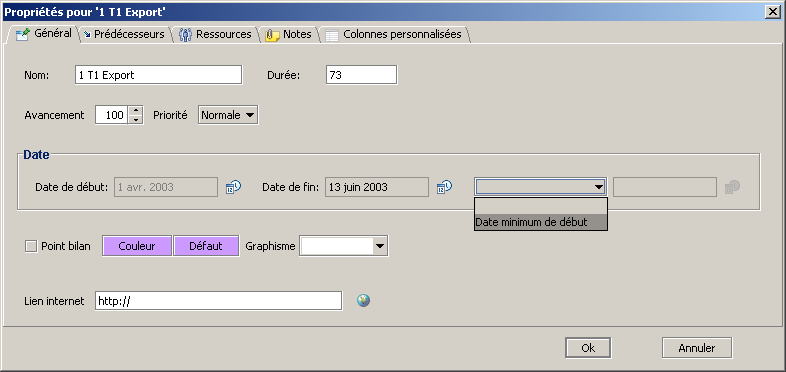 Propriétés pour '1 T1 Export'
Général Prédécesseurs Ressources Notes Colonnes personnalisées
Nom: 1 T1 Export Durée: 73
Avancement 100 Priorité Normale
Date
Date de début: 1 avr. 2003 Date de fin: 13 juin 2003
Date minimum de début
Point bilan Couleur Défaut Graphisme
Lien internet http://
Ok Annuler